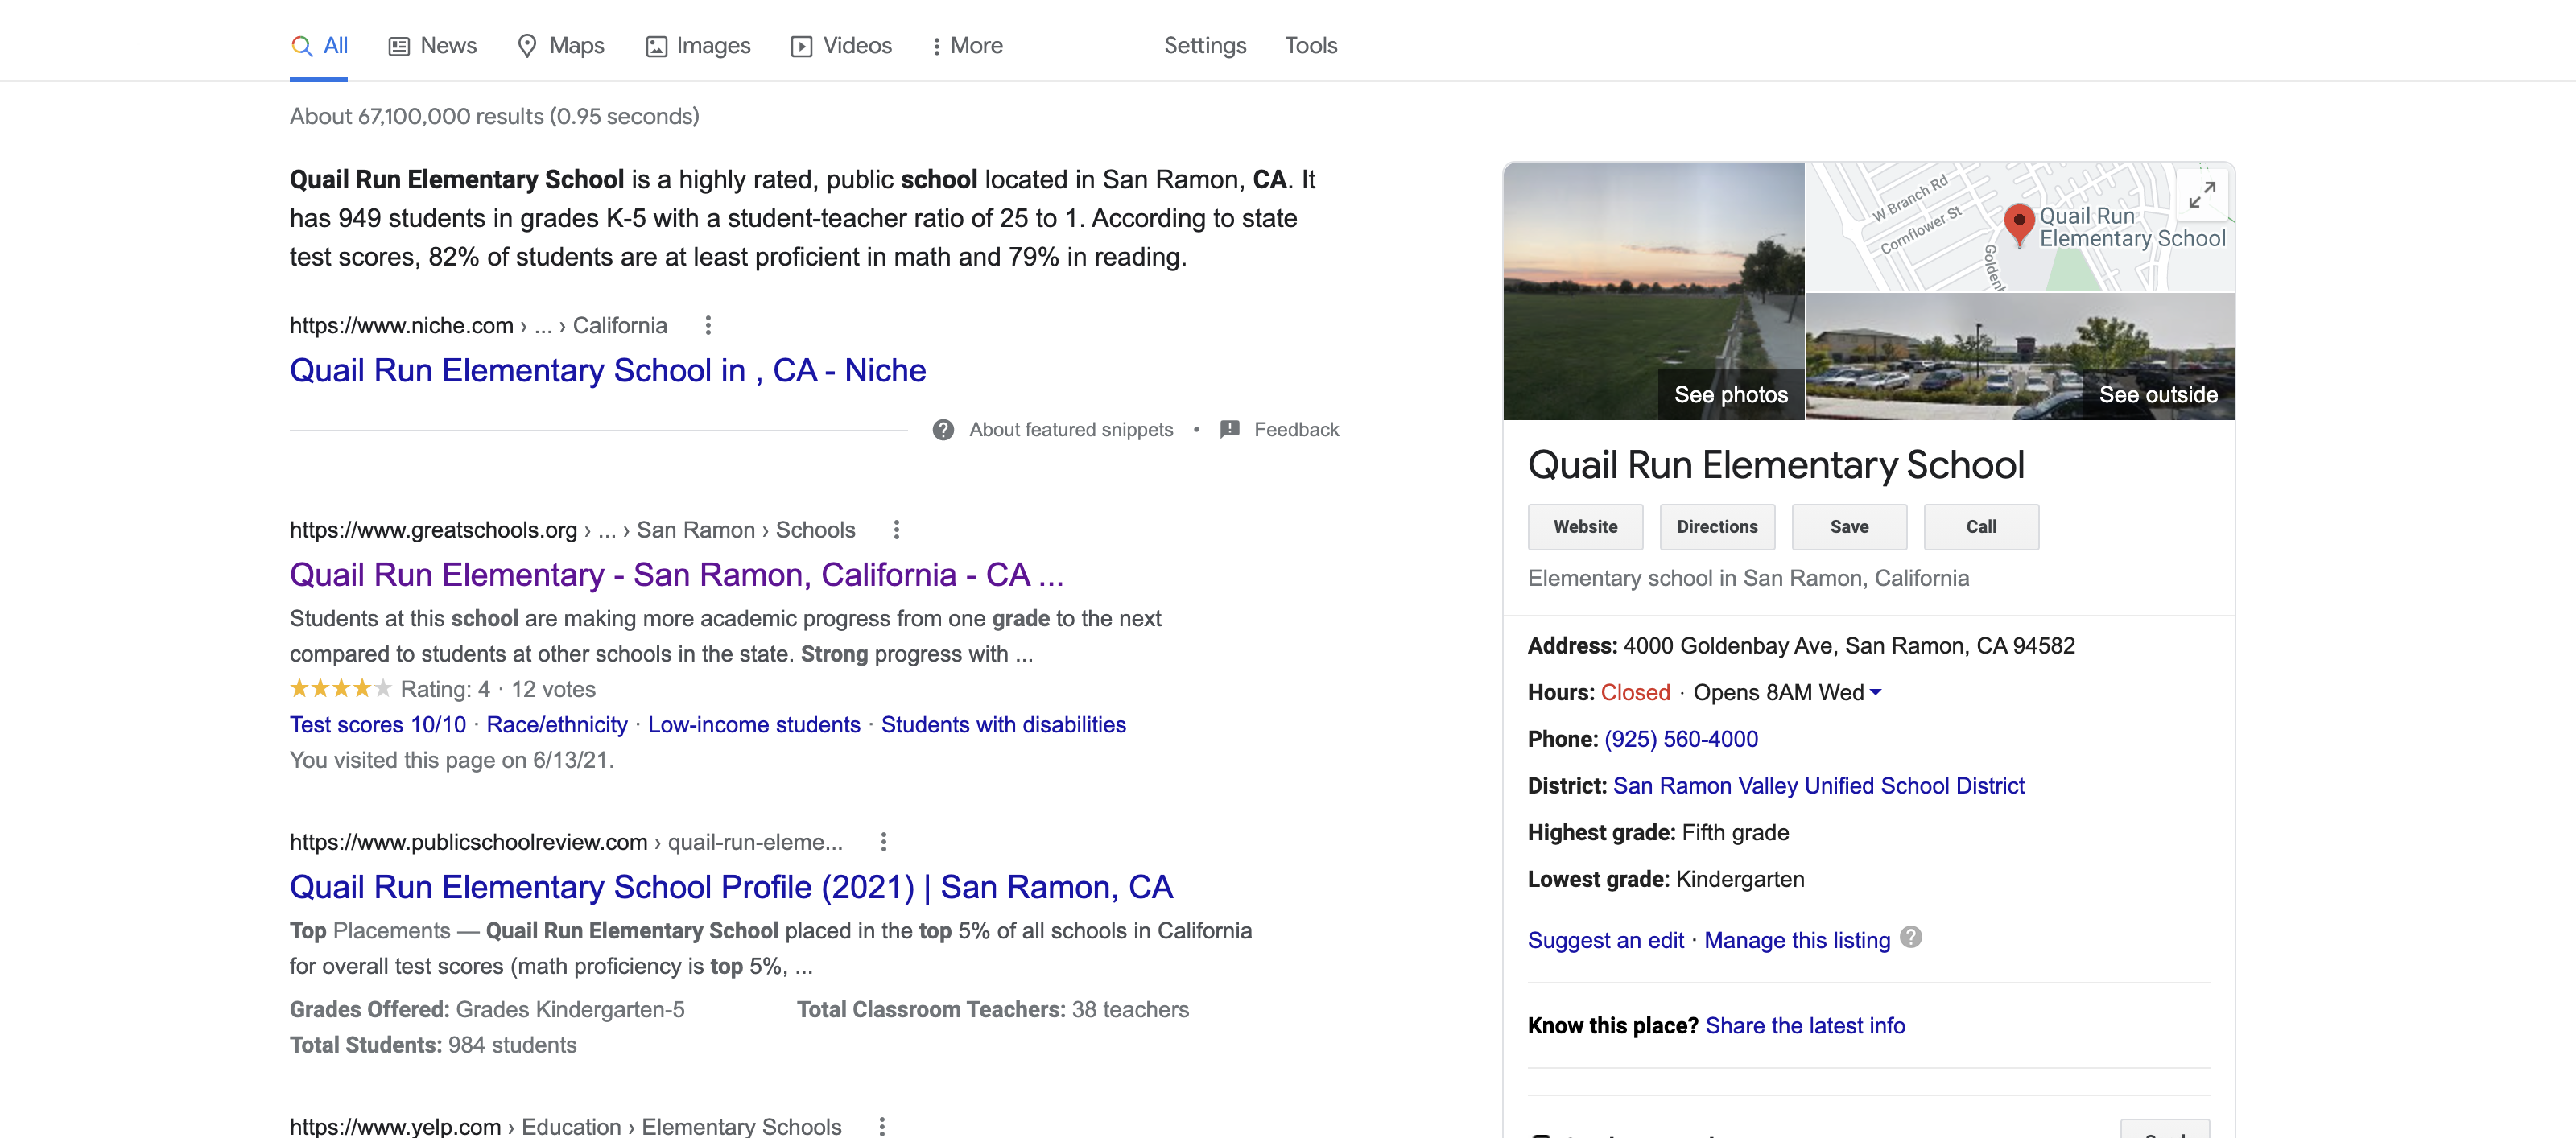 All News Maps Images Videos More Settings Tools
About 67,100,000 results (0.95 seconds)
Quail Run Elementary School is a highly rated, public school located in San Ramon, CA. It
has 949 students in grades K-5 with a student-teacher ratio of 25 to 1. According to state
test scores, 82% of students are at least proficient in math and 79% in reading.
https://www.niche.com › ... › California
Quail Run Elementary School in , CA - Niche
About featured snippets • Feedback
https://www.greatschools.org › ... › San Ramon › Schools
Quail Run Elementary - San Ramon, California - CA ...
Students at this school are making more academic progress from one grade to the next
compared to students at other schools in the state. Strong progress with ...
Rating: 4 · 12 votes
Test scores 10/10 · Race/ethnicity · Low-income students · Students with disabilities
You visited this page on 6/13/21.
https://www.publicschoolreview.com › quail-run-eleme...
Quail Run Elementary School Profile (2021) | San Ramon, CA
Top Placements — Quail Run Elementary School placed in the top 5% of all schools in California
for overall test scores (math proficiency is top 5%, ...
Grades Offered: Grades Kindergarten-5 Total Classroom Teachers: 38 teachers
Total Students: 984 students
https://www.yelp.com › Education › Elementary Schools
W Branch Rd
Cornflower St
Quail Run
Elementary School
See photos
See outside
Quail Run Elementary School
Website Directions Save Call
Elementary school in San Ramon, California
Address: 4000 Goldenbay Ave, San Ramon, CA 94582
Hours: Closed · Opens 8AM Wed
Phone: (925) 560-4000
District: San Ramon Valley Unified School District
Highest grade: Fifth grade
Lowest grade: Kindergarten
Suggest an edit · Manage this listing
Know this place? Share the latest info